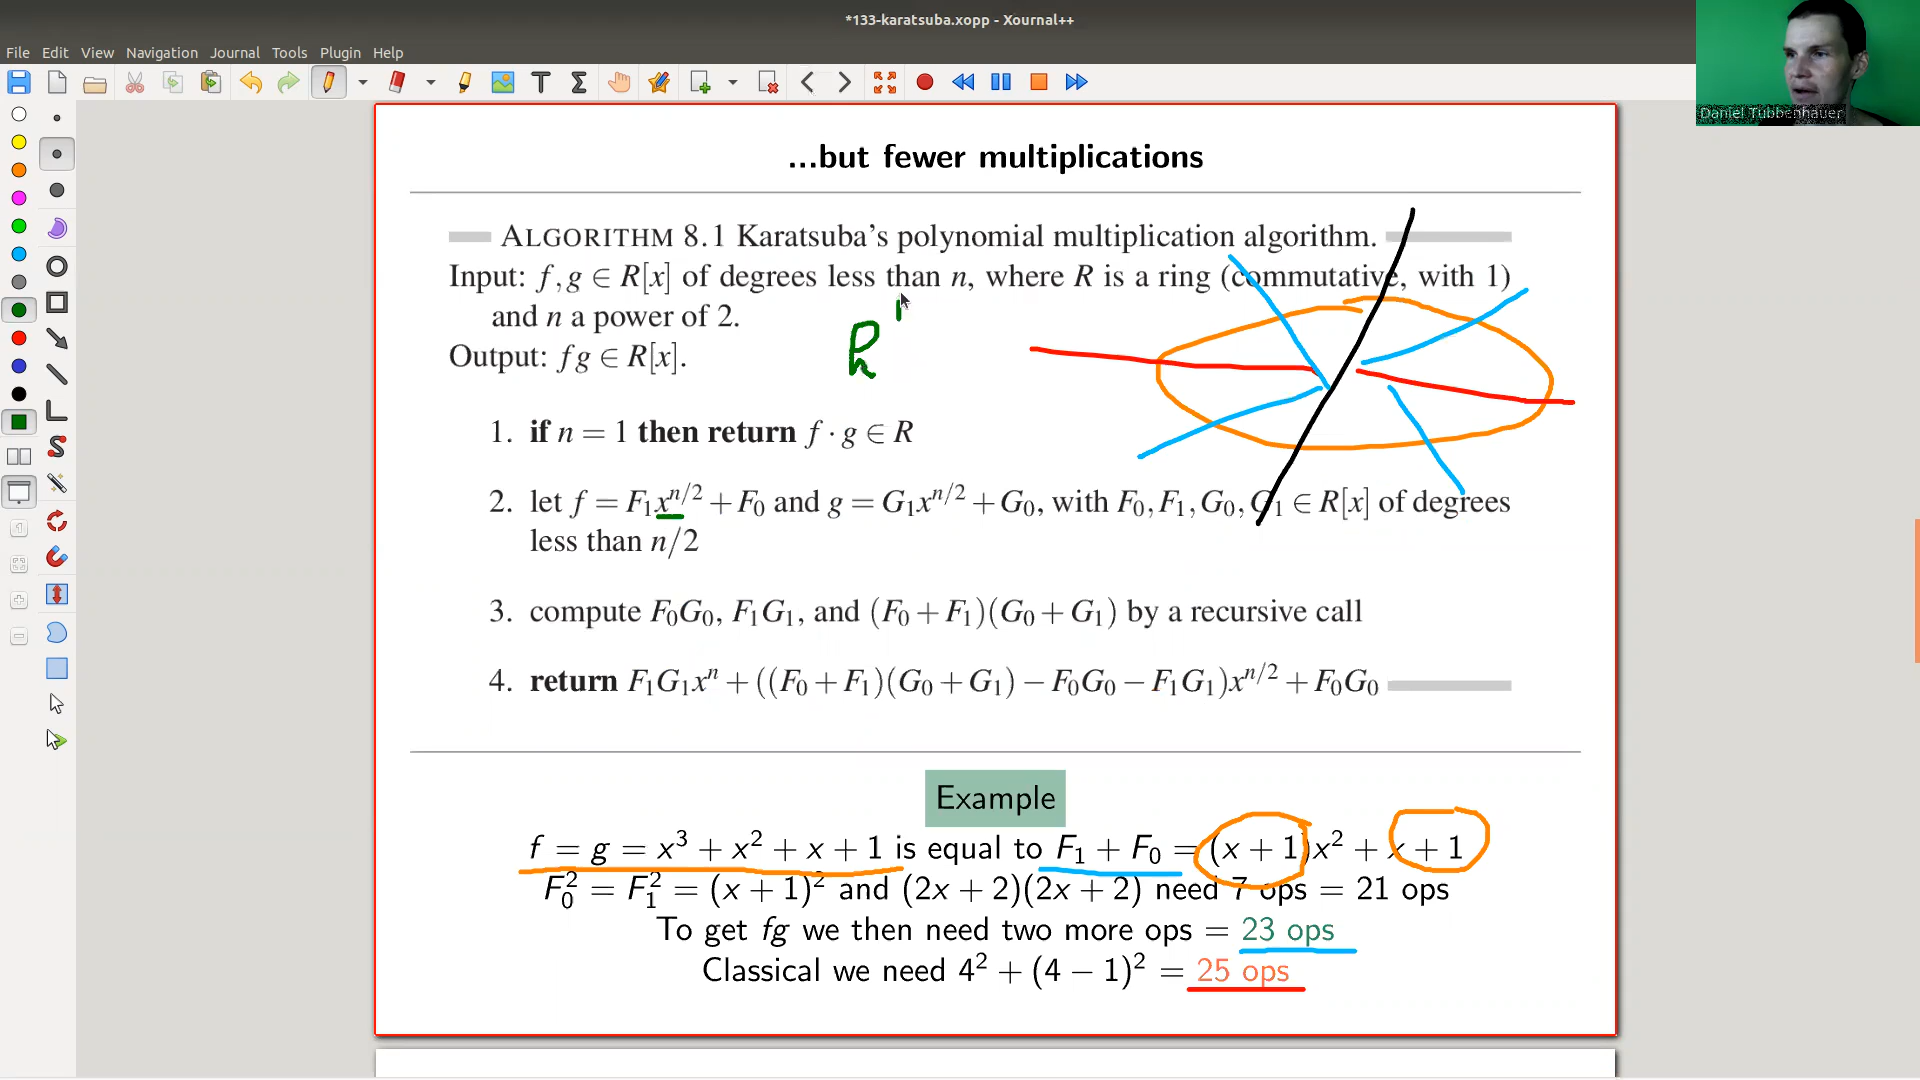 *133-karatsuba.xopp - Xournal++
File Edit View Navigation Journal Tools Plugin Help
Daniel Tubbenhauer
...but fewer multiplications
ALGORITHM 8.1 Karatsuba's polynomial multiplication algorithm.
Input: f, g ∈ R[x] of degrees less than n, where R is a ring (commutative, with 1)
and n a power of 2.
Output: fg ∈ R[x].
1. if n = 1 then return f · g ∈ R
2. let f = F₁x^{n/2} + F₀ and g = G₁x^{n/2} + G₀, with F₀, F₁, G₀, G₁ ∈ R[x] of degrees
less than n/2
3. compute F₀G₀, F₁G₁, and (F₀ + F₁)(G₀ + G₁) by a recursive call
4. return F₁G₁xⁿ + ((F₀ + F₁)(G₀ + G₁) − F₀G₀ − F₁G₁)x^{n/2} + F₀G₀
Example
f = g = x³ + x² + x + 1 is equal to F₁ + F₀ = (x + 1)x² + x + 1
F₀² = F₁² = (x + 1)² and (2x + 2)(2x + 2) need 7 ops = 21 ops
To get fg we then need two more ops = 23 ops
Classical we need 4² + (4 − 1)² = 25 ops